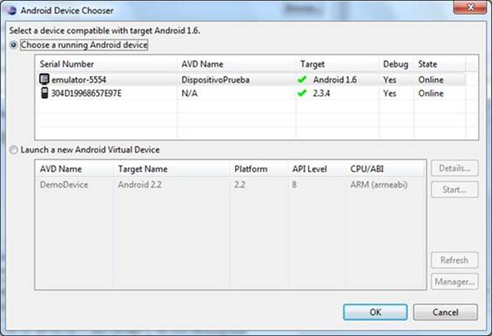 Android Device Chooser
Select a device compatible with target Android 1.6.
Choose a running Android device
Serial Number AVD Name Target Debug State
emulator-5554 DispositivoPrueba Android 1.6 Yes Online
304D19968657E97E N/A 2.3.4 Yes Online
Launch a new Android Virtual Device
AVD Name Target Name Platform API Level CPU/ABI
DemoDevice Android 2.2 2.2 8 ARM (armeabi)
Details...
Start...
Refresh
Manager...
OK Cancel